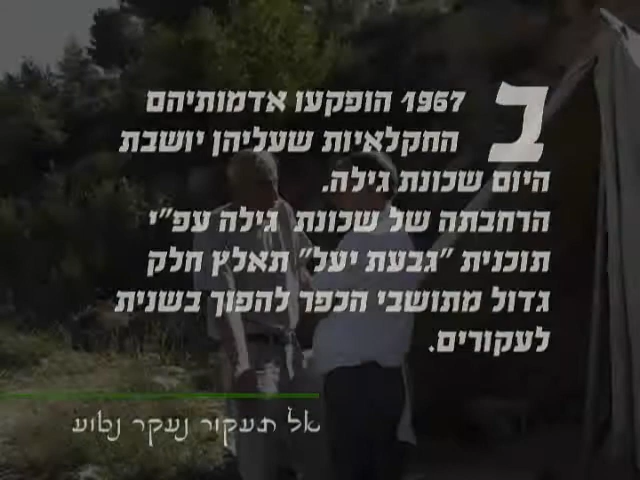 ב 1967 הופקעו אדמותיהם
החקלאיות שעליהן יושבת
היום שכונת גילה.
הרחבתה של שכונת גילה עפ"י
תוכנית "גבעת יעל" תאלץ חלק
גדול מתושבי הכפר להפוך בשנית
לעקורים.
אל תעקור נעקר נטוע